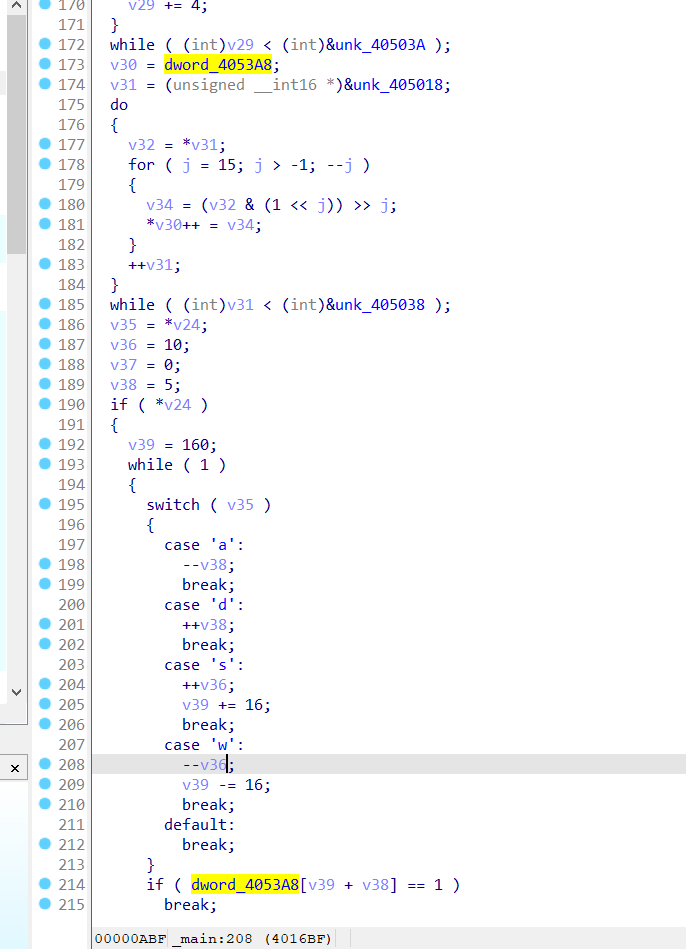 170 v29 += 4;
171 }
172 while ( (int)v29 < (int)&unk_40503A );
173 v30 = dword_4053A8;
174 v31 = (unsigned __int16 *)&unk_405018;
175 do
176 {
177 v32 = *v31;
178 for ( j = 15; j > -1; --j )
179 {
180 v34 = (v32 & (1 << j)) >> j;
181 *v30++ = v34;
182 }
183 ++v31;
184 }
185 while ( (int)v31 < (int)&unk_405038 );
186 v35 = *v24;
187 v36 = 10;
188 v37 = 0;
189 v38 = 5;
190 if ( *v24 )
191 {
192 v39 = 160;
193 while ( 1 )
194 {
195 switch ( v35 )
196 {
197 case 'a':
198 --v38;
199 break;
200 case 'd':
201 ++v38;
202 break;
203 case 's':
204 ++v36;
205 v39 += 16;
206 break;
207 case 'w':
208 --v36;
209 v39 -= 16;
210 break;
211 default:
212 break;
213 }
214 if ( dword_4053A8[v39 + v38] == 1 )
215 break;
00000ABF _main:208 (4016BF)